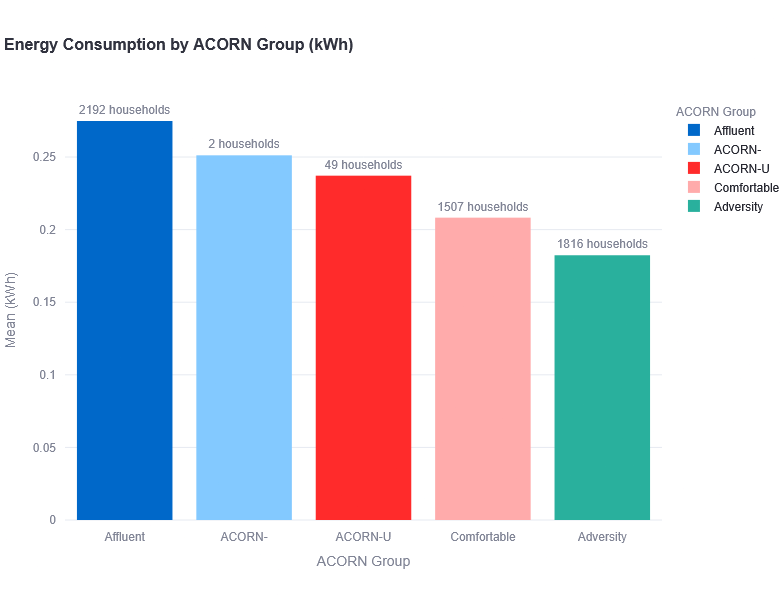 Energy Consumption by ACORN Group (kWh)
2192 households
2 households
49 households
1507 households
1816 households
ACORN Group
Affluent
ACORN-
ACORN-U
Comfortable
Adversity
0.25
0.2
0.15
0.1
0.05
0
Mean (kWh)
Affluent
ACORN-
ACORN-U
Comfortable
Adversity
ACORN Group